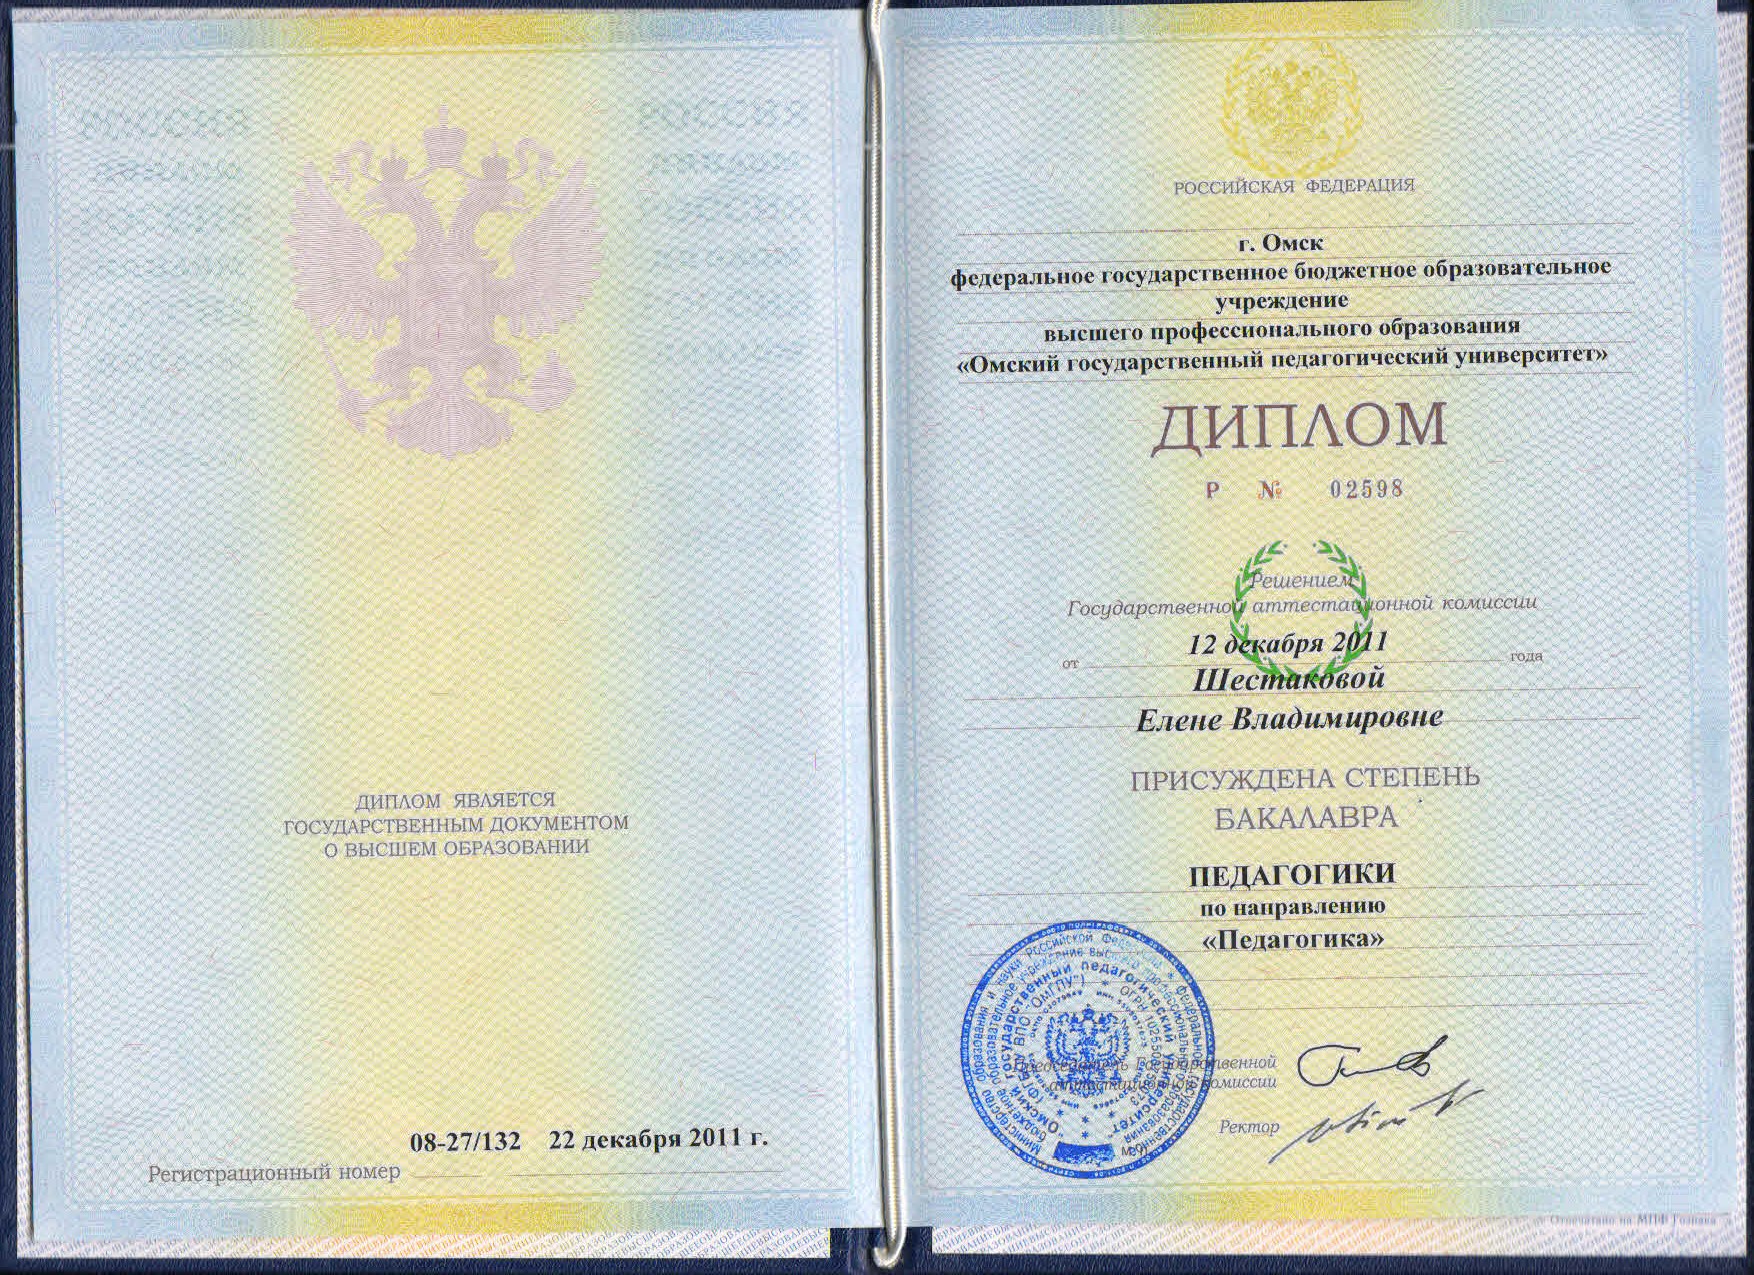 ДИПЛОМ ЯВЛЯЕТСЯ
ГОСУДАРСТВЕННЫМ ДОКУМЕНТОМ
О ВЫСШЕМ ОБРАЗОВАНИИ
08-27/132 22 декабря 2011 г.
Регистрационный номер
РОССИЙСКАЯ ФЕДЕРАЦИЯ
г. Омск
федеральное государственное бюджетное образовательное
учреждение
высшего профессионального образования
«Омский государственный педагогический университет»
ДИПЛОМ
Р № 02598
Решением
Государственной аттестационной комиссии
12 декабря 2011
от года
Шестаковой
Елене Владимировне
ПРИСУЖДЕНА СТЕПЕНЬ
БАКАЛАВРА
ПЕДАГОГИКИ
по направлению
«Педагогика»
Председатель Государственной
аттестационной комиссии
Ректор